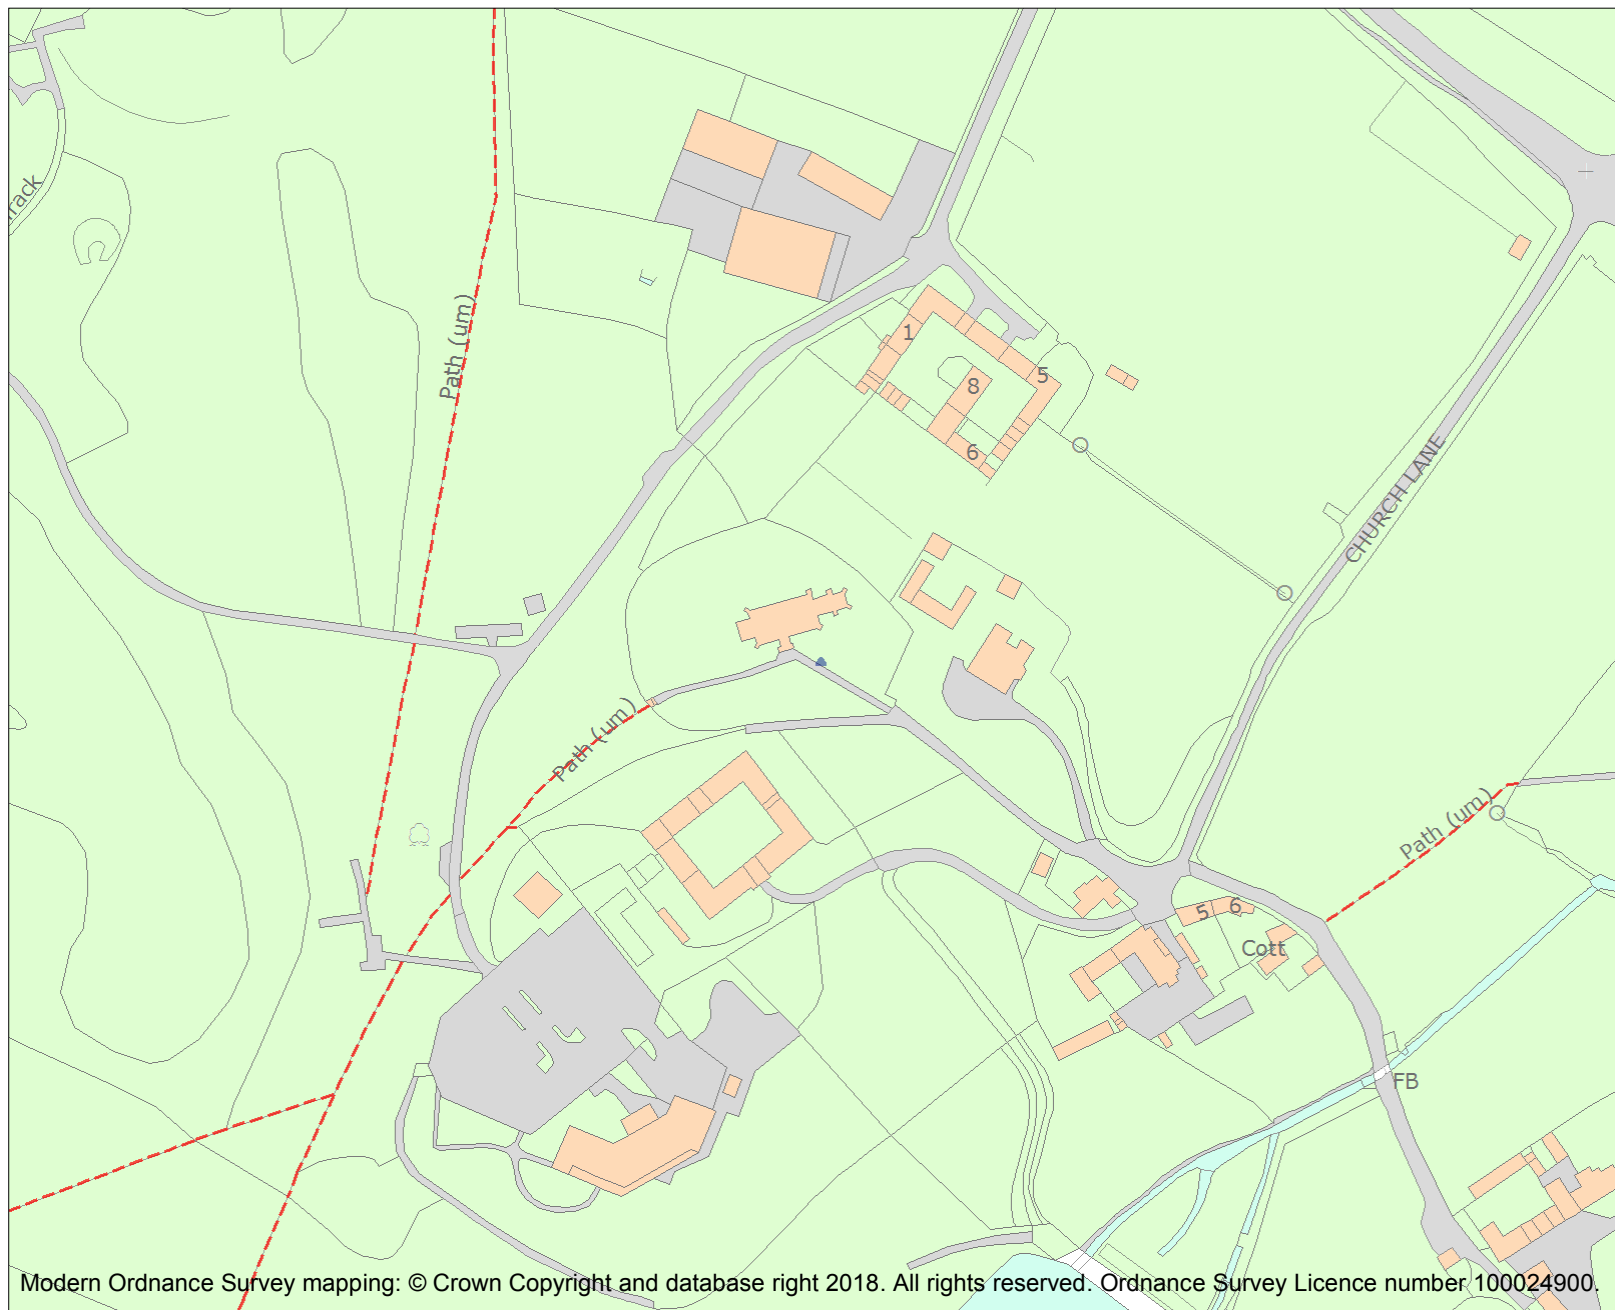 Track
Path (um)
1
8
5
6
CHURCH LANE
Path (um)
Path (um)
5
6
Cott
FB
Modern Ordnance Survey mapping: © Crown Copyright and database right 2018. All rights reserved. Ordnance Survey Licence number 100024900.